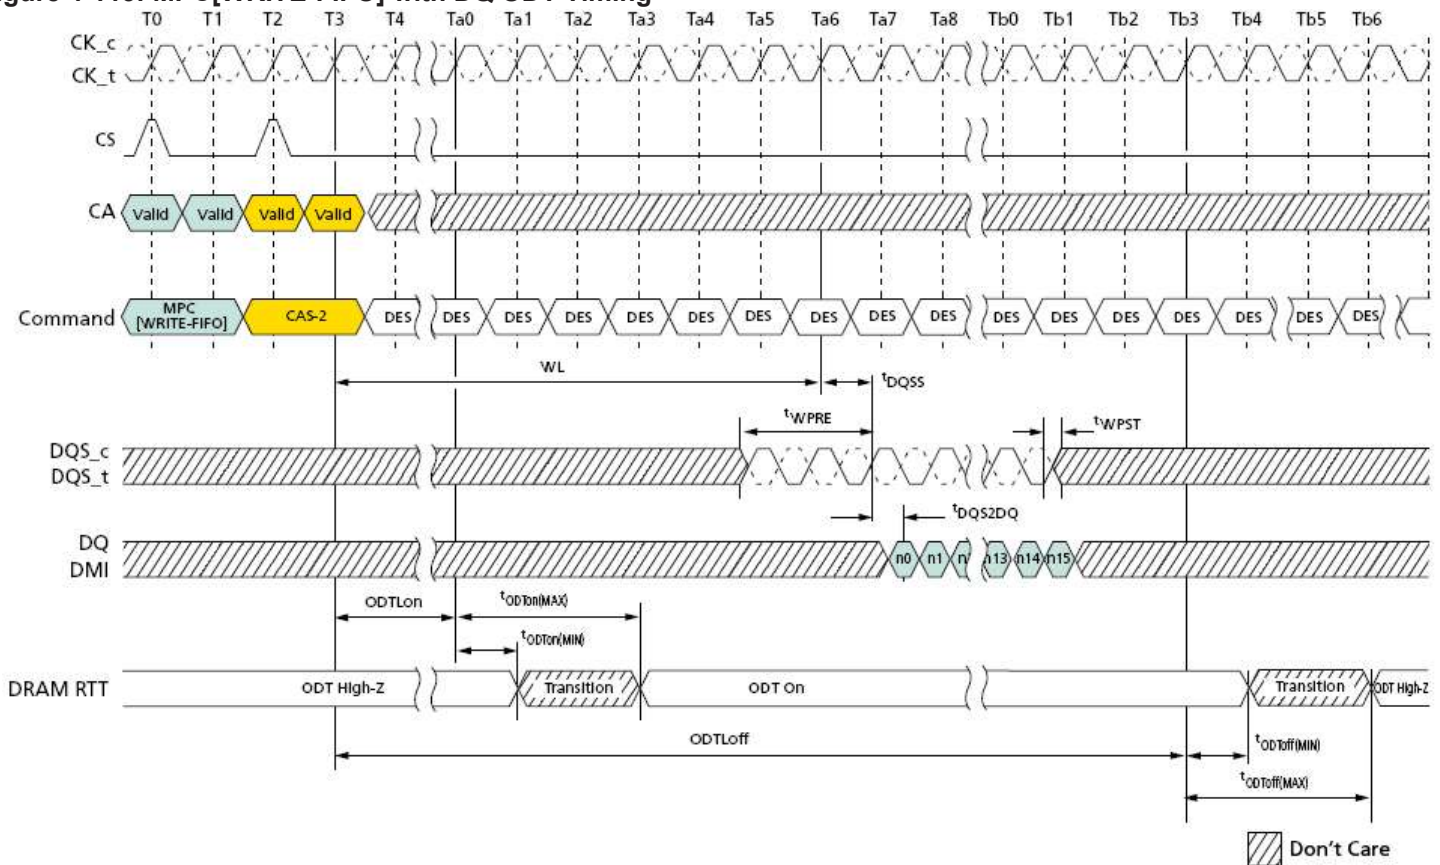 T0 T1 T2 T3 T4 Ta0 Ta1 Ta2 Ta3 Ta4 Ta5 Ta6 Ta7 Ta8 Tb0 Tb1 Tb2 Tb3 Tb4 Tb5 Tb6
CK_c
CK_t
CS
CA Valid Valid Valid Valid
Command MPC [WRITE-FIFO] CAS-2 DES DES DES DES DES DES DES DES DES DES DES DES DES DES DES DES DES
WL tDQSS
tWPRE tWPST
DQS_c
DQS_t
tDQS2DQ
DQ
DMI
n0 n1 n n13 n14 n15
ODTLon tODTon(MAX)
tODTon(MIN)
DRAM RTT ODT High-Z Transition ODT On Transition ODT High-Z
ODTLoff tODToff(MIN)
tODToff(MAX)
Don't Care